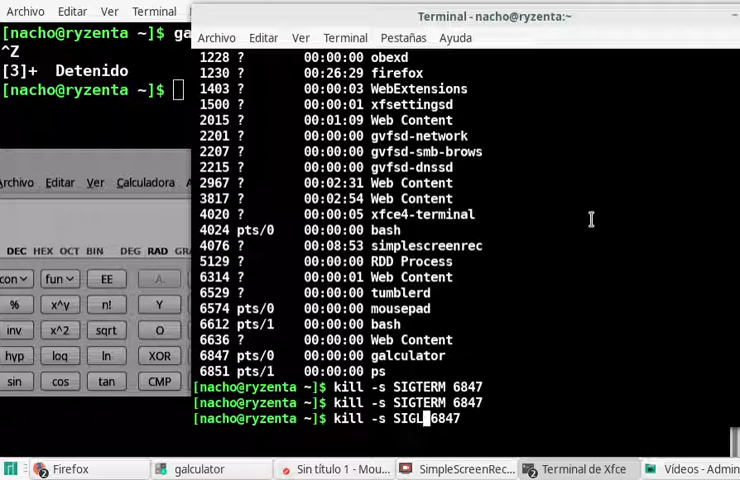 Archivo Editar Ver Terminal
[nacho@ryzenta ~]$ ga
^Z
[3]+ Detenido
[nacho@ryzenta ~]$
Terminal - nacho@ryzenta:~
Archivo Editar Ver Terminal Pestañas Ayuda
1228 ? 00:00:00 obexd
1230 ? 00:26:29 firefox
1403 ? 00:00:03 WebExtensions
1500 ? 00:00:01 xfsettingsd
2015 ? 00:01:09 Web Content
2201 ? 00:00:00 gvfsd-network
2207 ? 00:00:00 gvfsd-smb-brows
2215 ? 00:00:00 gvfsd-dnssd
2967 ? 00:02:31 Web Content
3817 ? 00:02:54 Web Content
4020 ? 00:00:05 xfce4-terminal
4024 pts/0 00:00:00 bash
4076 ? 00:08:53 simplescreenrec
5129 ? 00:00:00 RDD Process
6314 ? 00:00:01 Web Content
6529 ? 00:00:00 tumblerd
6574 pts/0 00:00:00 mousepad
6612 pts/1 00:00:00 bash
6636 ? 00:00:00 Web Content
6847 pts/0 00:00:00 galculator
6851 pts/1 00:00:00 ps
[nacho@ryzenta ~]$ kill -s SIGTERM 6847
[nacho@ryzenta ~]$ kill -s SIGTERM 6847
[nacho@ryzenta ~]$ kill -s SIGL 6847
rchivo Editar Ver Calculadora
DEC HEX OCT BIN DEG RAD GRA
con fun EE A.
% x^y n! Y
inv x^2 sqrt O
hyp log ln XOR
sin cos tan CMP
Firefox
galculator
Sin título 1 - Mou...
SimpleScreenRec...
Terminal de Xfce
Vídeos - Admin